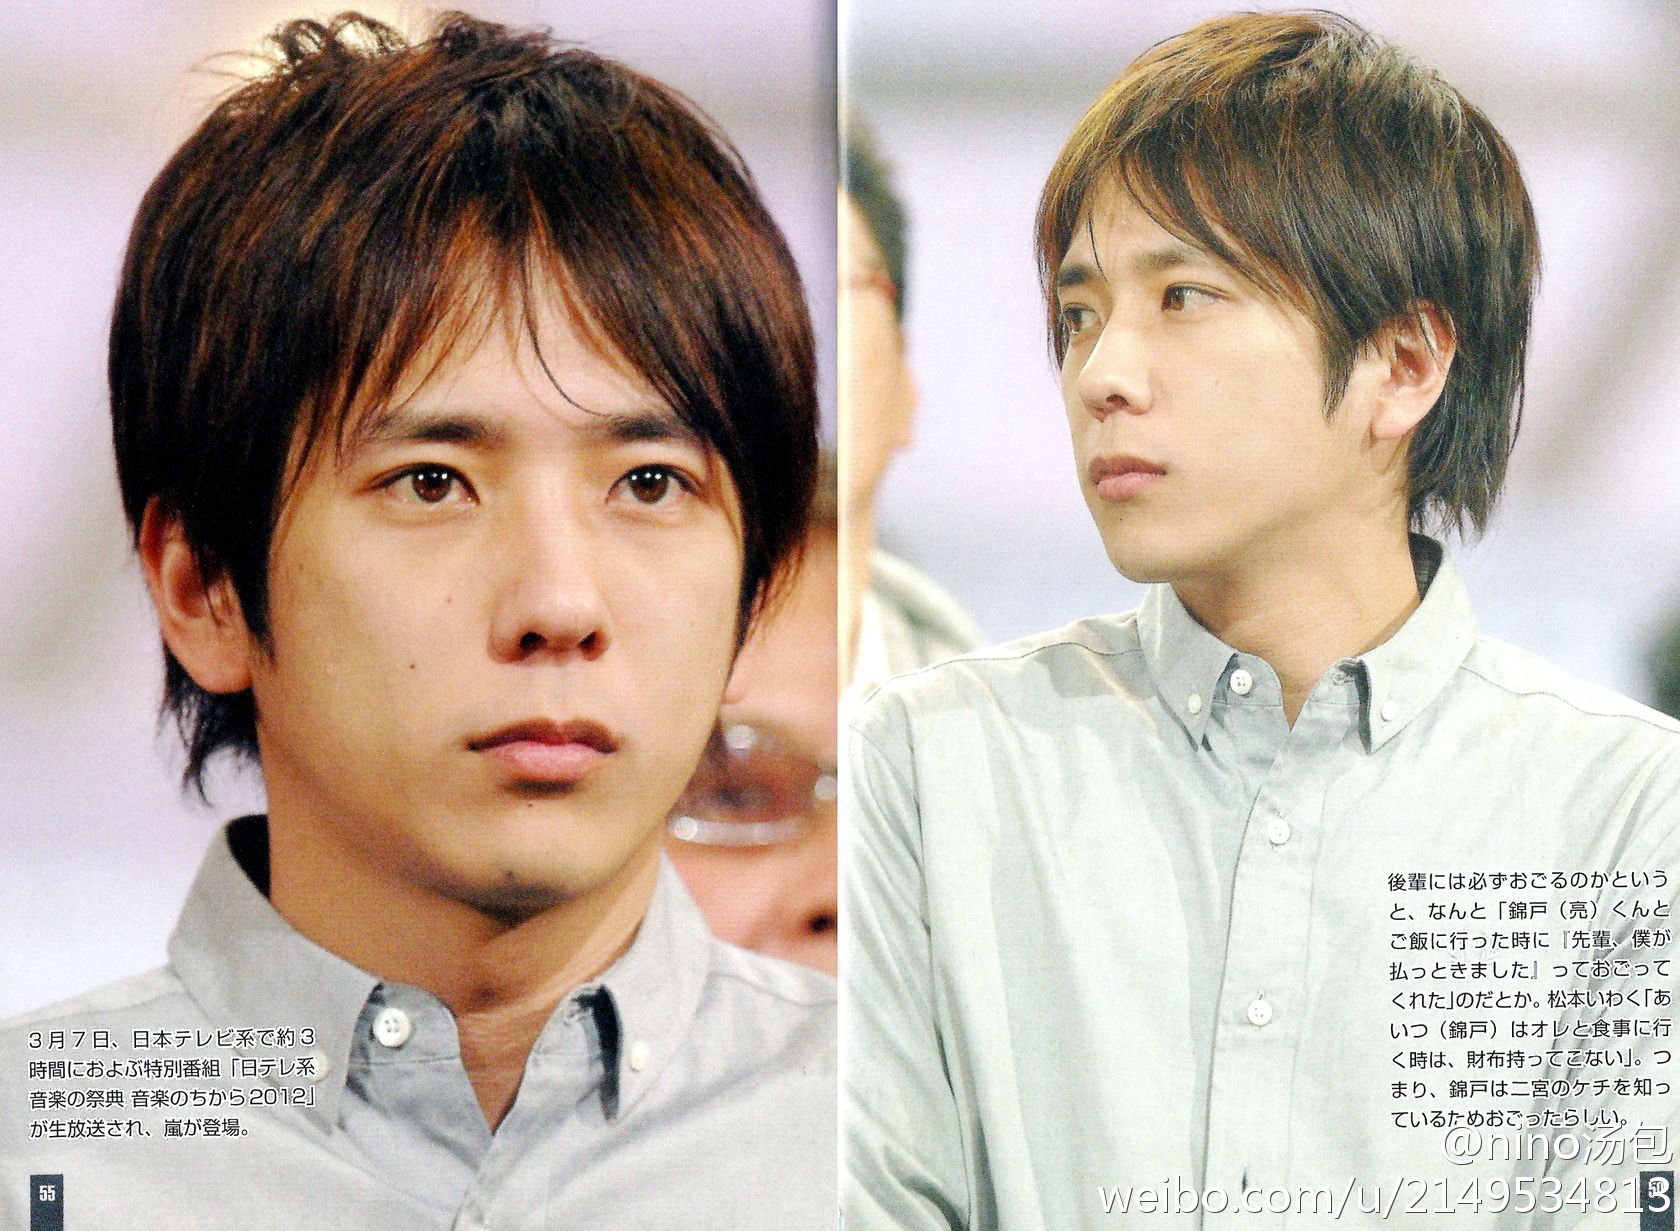 3月7日、日本テレビ系で約3
時間におよぶ特別番組「日テレ系
音楽の祭典 音楽のちから2012」
が生放送され、嵐が登場。
55
後輩には必ずおごるのかという
と、なんと「錦戸（亮）くんと
ご飯に行った時に『先輩、僕が
払っときました』っておごって
くれた」のだとか。松本いわく「あ
いつ（錦戸）はオレと食事に行
く時は、財布持ってこない」。つ
まり、錦戸は二宮のケチを知っ
ているためおごったらしい。
@nino汤包
weibo.com/u/2149534813